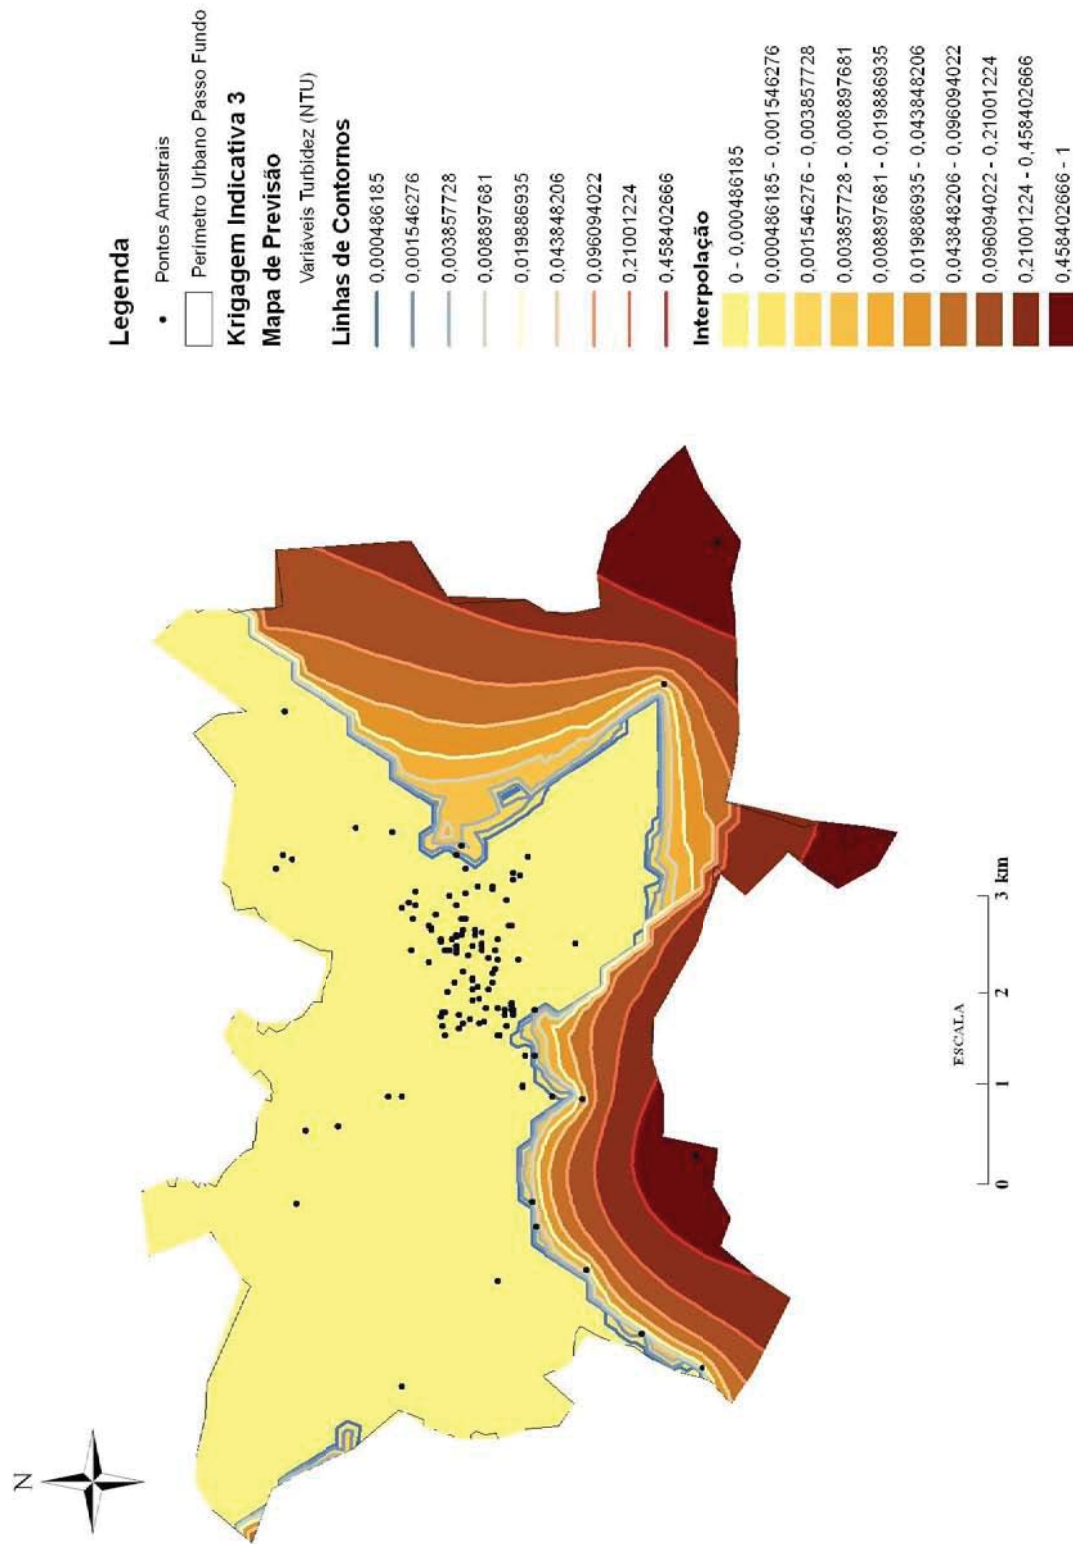 N
Legenda
Pontos Amostrais
Perímetro Urbano Passo Fundo
Krigagem Indicativa 3
Mapa de Previsão
Variáveis Turbidez (NTU)
Linhas de Contornos
0,000486185
0,001546276
0,003857728
0,008897681
0,019886935
0,043848206
0,096094022
0,21001224
0,458402666
Interpolação
0 - 0,000486185
0,000486185 - 0,001546276
0,001546276 - 0,003857728
0,003857728 - 0,008897681
0,008897681 - 0,019886935
0,019886935 - 0,043848206
0,043848206 - 0,096094022
0,096094022 - 0,21001224
0,21001224 - 0,458402666
0,458402666 - 1
ESCALA
0 1 2 3 km